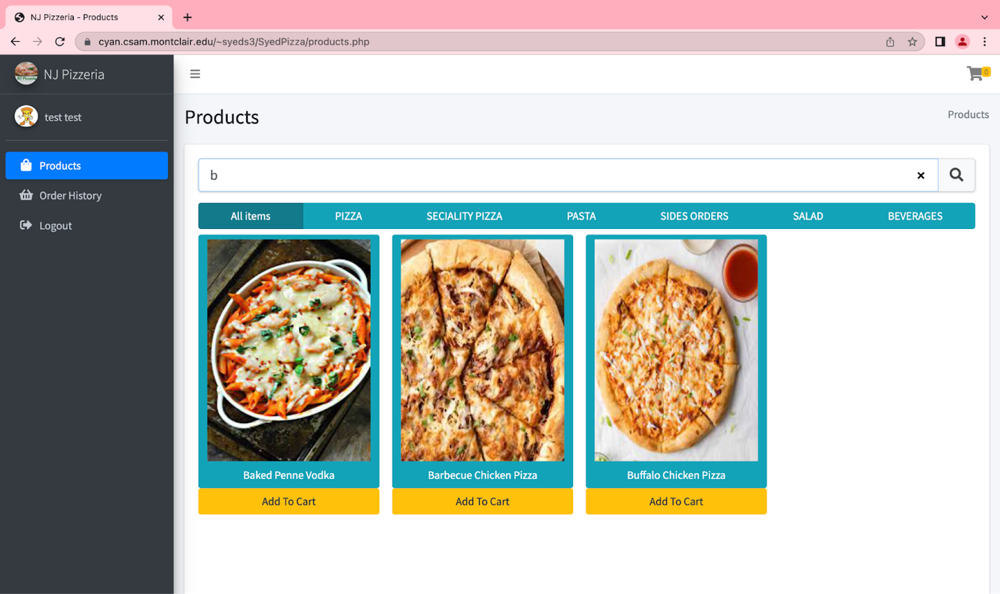 NJ Pizzeria - Products
cyan.csam.montclair.edu/~syeds3/SyedPizza/products.php
NJ Pizzeria
0
test test
Products
Products
Products
b
Order History
All items PIZZA SECIALITY PIZZA PASTA SIDES ORDERS SALAD BEVERAGES
Logout
Baked Penne Vodka Barbecue Chicken Pizza Buffalo Chicken Pizza
Add To Cart Add To Cart Add To Cart